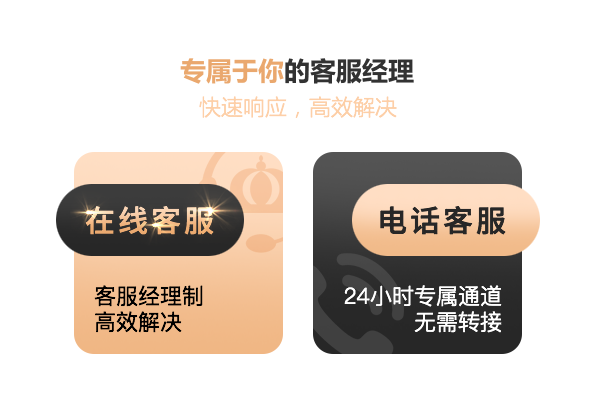 专属于你的客服经理
快速响应，高效解决
在线客服
客服经理制
高效解决
电话客服
24小时专属通道
无需转接